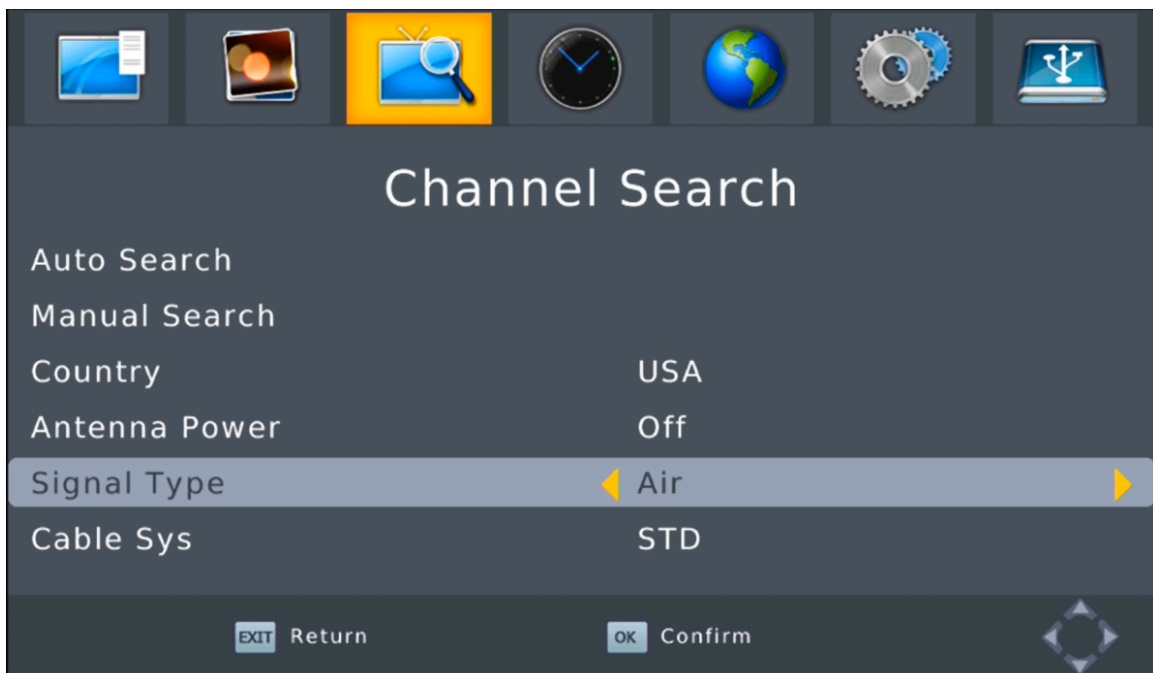 Channel Search
Auto Search
Manual Search
Country USA
Antenna Power Off
Signal Type Air
Cable Sys STD
EXIT Return OK Confirm